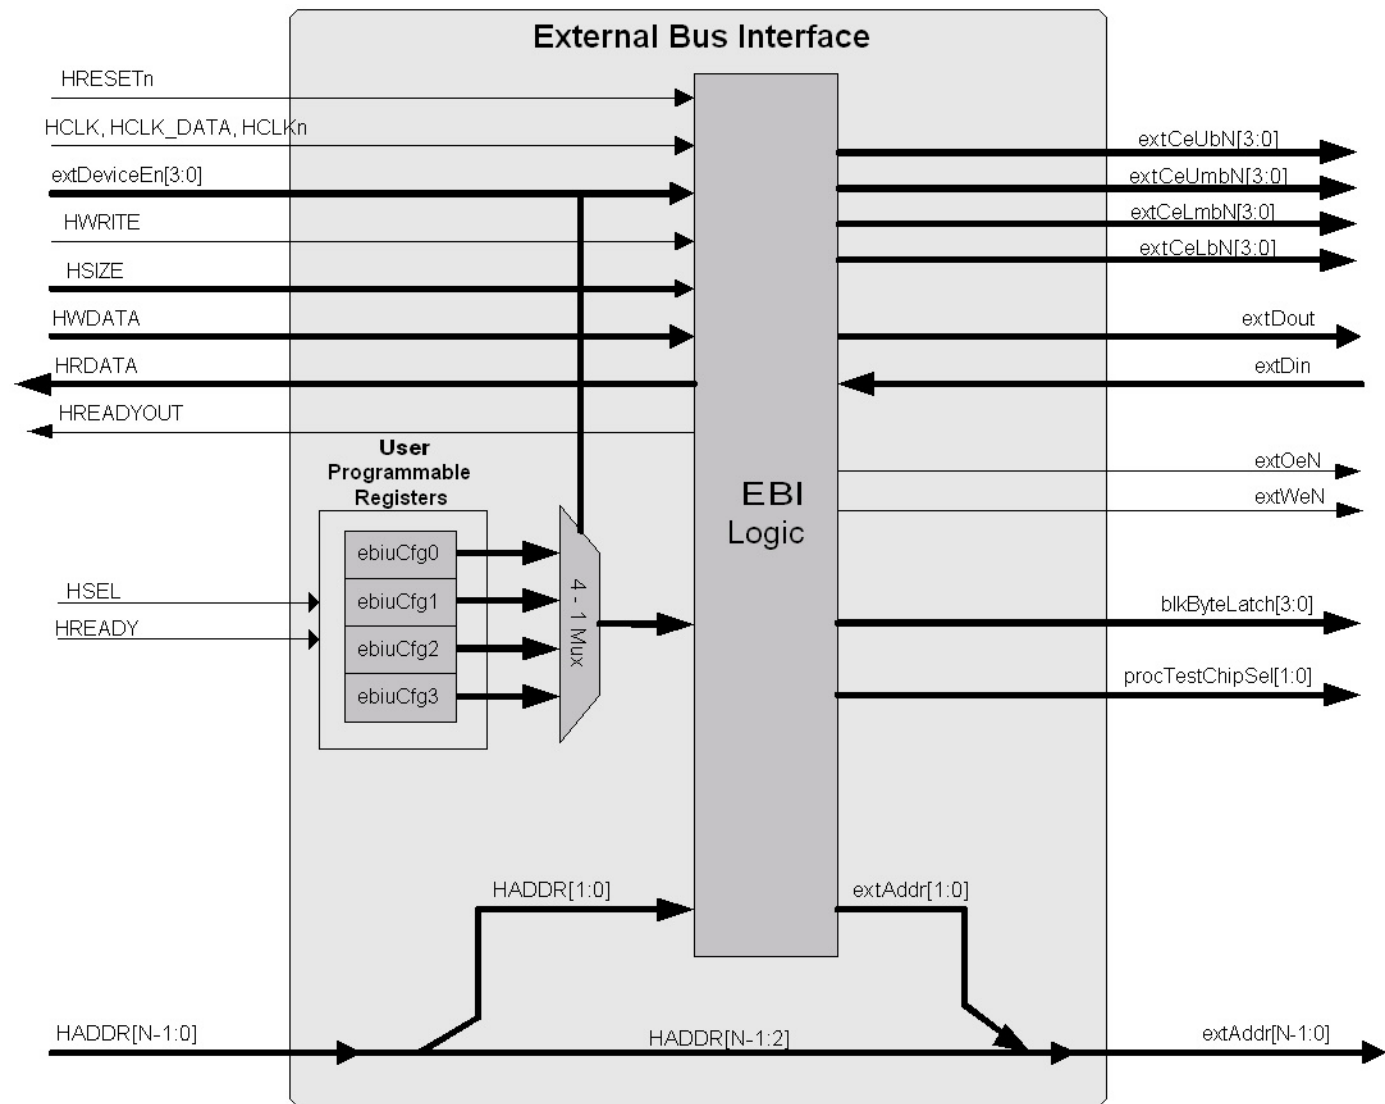 External Bus Interface
HRESETn
HCLK, HCLK_DATA, HCLKn
extDeviceEn[3:0]
HWRITE
HSIZE
HWDATA
HRDATA
HREADYOUT
extCeUbN[3:0]
extCeUmbN[3:0]
extCeLmbN[3:0]
extCeLbN[3:0]
extDout
extDin
extOeN
extWeN
User
Programmable
Registers
ebiuCfg0
ebiuCfg1
ebiuCfg2
ebiuCfg3
HSEL
HREADY
4 - 1 Mux
EBI
Logic
blkByteLatch[3:0]
procTestChipSel[1:0]
HADDR[1:0]
extAddr[1:0]
HADDR[N-1:0]
HADDR[N-1:2]
extAddr[N-1:0]